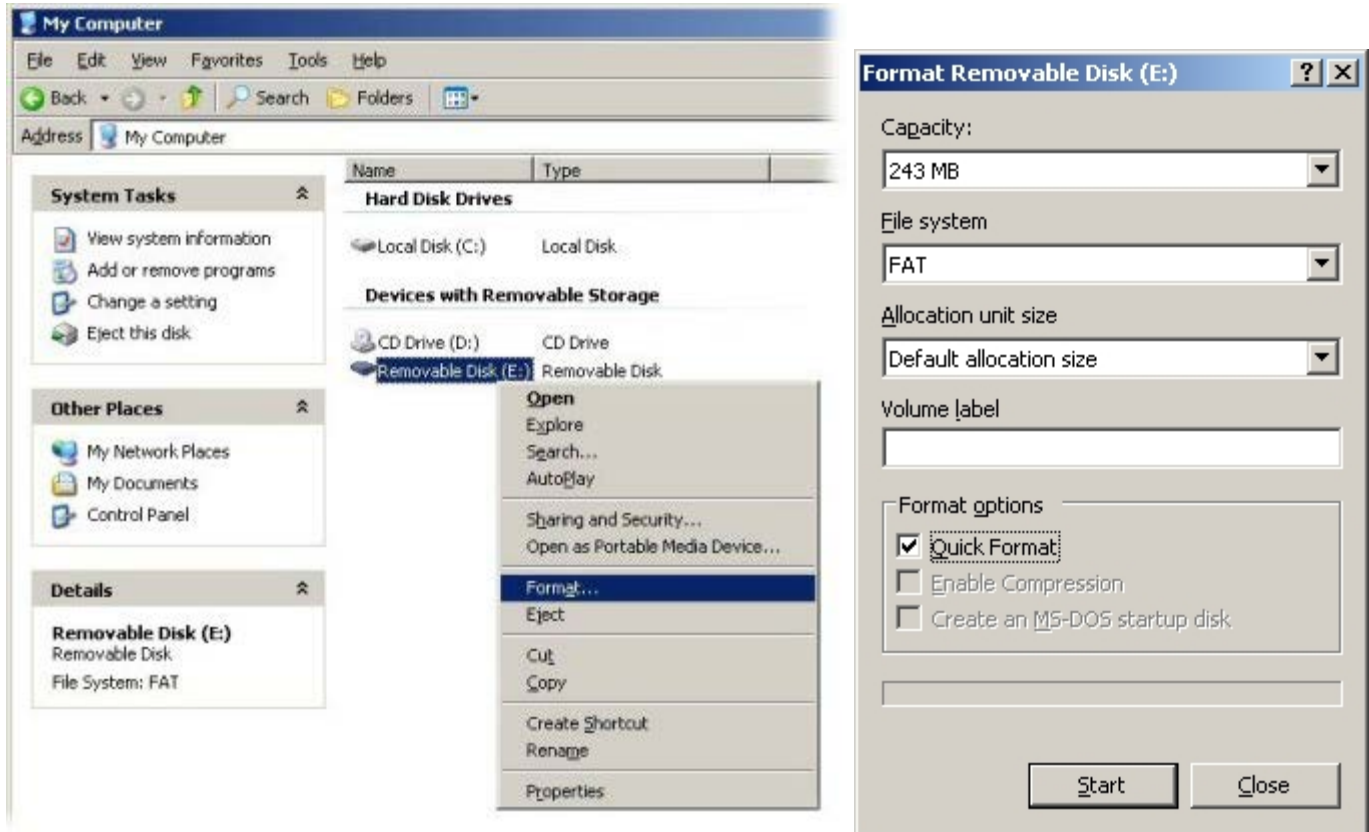 My Computer
File Edit View Favorites Tools Help
Back Search Folders
Address My Computer
System Tasks
View system information
Add or remove programs
Change a setting
Eject this disk
Other Places
My Network Places
My Documents
Control Panel
Details
Removable Disk (E:)
Removable Disk
File System: FAT
Name Type
Hard Disk Drives
Local Disk (C:) Local Disk
Devices with Removable Storage
CD Drive (D:) CD Drive
Removable Disk (E:) Removable Disk
Open
Explore
Search...
AutoPlay
Sharing and Security...
Open as Portable Media Device...
Format...
Eject
Cut
Copy
Create Shortcut
Rename
Properties
Format Removable Disk (E:) ? X
Capacity:
243 MB
File system
FAT
Allocation unit size
Default allocation size
Volume label
Format options
Quick Format
Enable Compression
Create an MS-DOS startup disk
Start Close